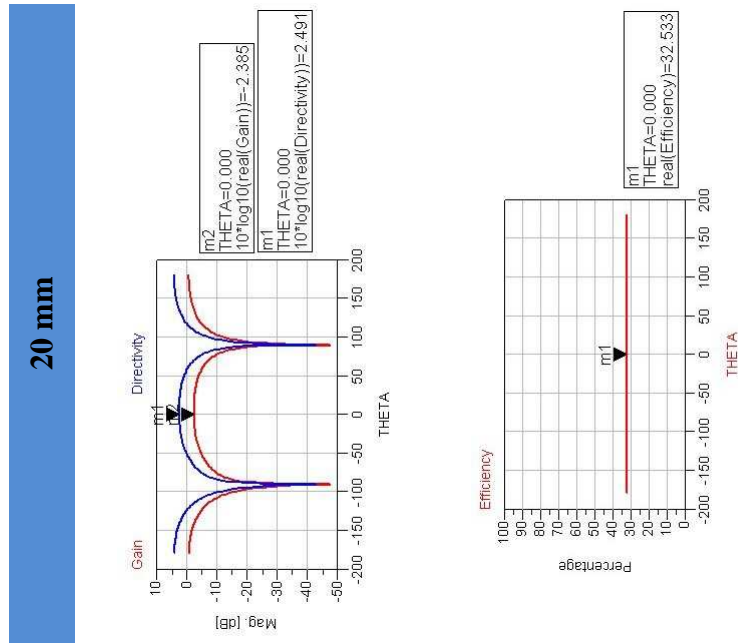 20 mm
Gain
Directivity
Mag. [dB]
10
0
-10
-20
-30
-40
-50
m1
m2
-200
-150
-100
-50
0
50
100
150
200
THETA
m2
THETA=0.000
10*log10(real(Gain))=-2.385
m1
THETA=0.000
10*log10(real(Directivity))=2.491
Efficiency
Percentage
100
90
80
70
60
50
40
30
20
10
0
m1
-200
-150
-100
-50
0
50
100
150
200
THETA
m1
THETA=0.000
real(Efficiency)=32.533